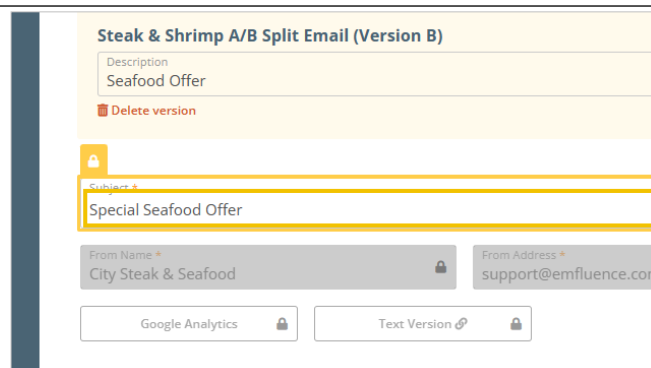 Steak & Shrimp A/B Split Email (Version B)
Description
Seafood Offer
Delete version
Subject *
Special Seafood Offer
From Name *
City Steak & Seafood
From Address *
support@emfluence.com
Google Analytics
Text Version